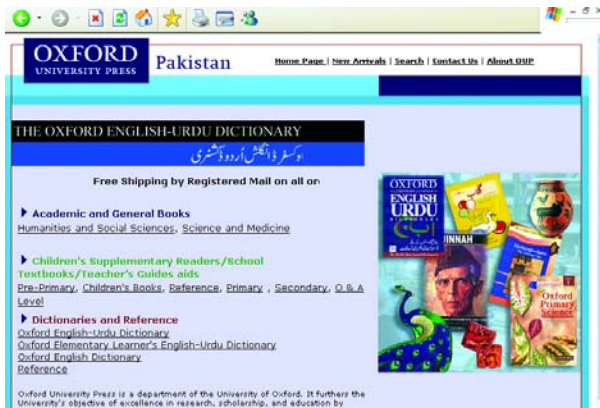 OXFORD
UNIVERSITY PRESS
Pakistan
Home Page | New Arrivals | Search | Contact Us | About OUP
THE OXFORD ENGLISH-URDU DICTIONARY
اوکسفرڈ انگلش اُردو ڈکشنری
Free Shipping by Registered Mail on all or
Academic and General Books
Humanities and Social Sciences, Science and Medicine
Children's Supplementary Readers/School
Textbooks/Teacher's Guides aids
Pre-Primary, Children's Books, Reference, Primary , Secondary, O & A
Level
Dictionaries and Reference
Oxford English-Urdu Dictionary
Oxford Elementary Learner's English-Urdu Dictionary
Oxford English Dictionary
Reference
Oxford University Press is a department of the University of Oxford. It furthers the
University's objective of excellence in research, scholarship, and education by
OXFORD
ENGLISH
URDU
JINNAH
Oxford
Primary
Science